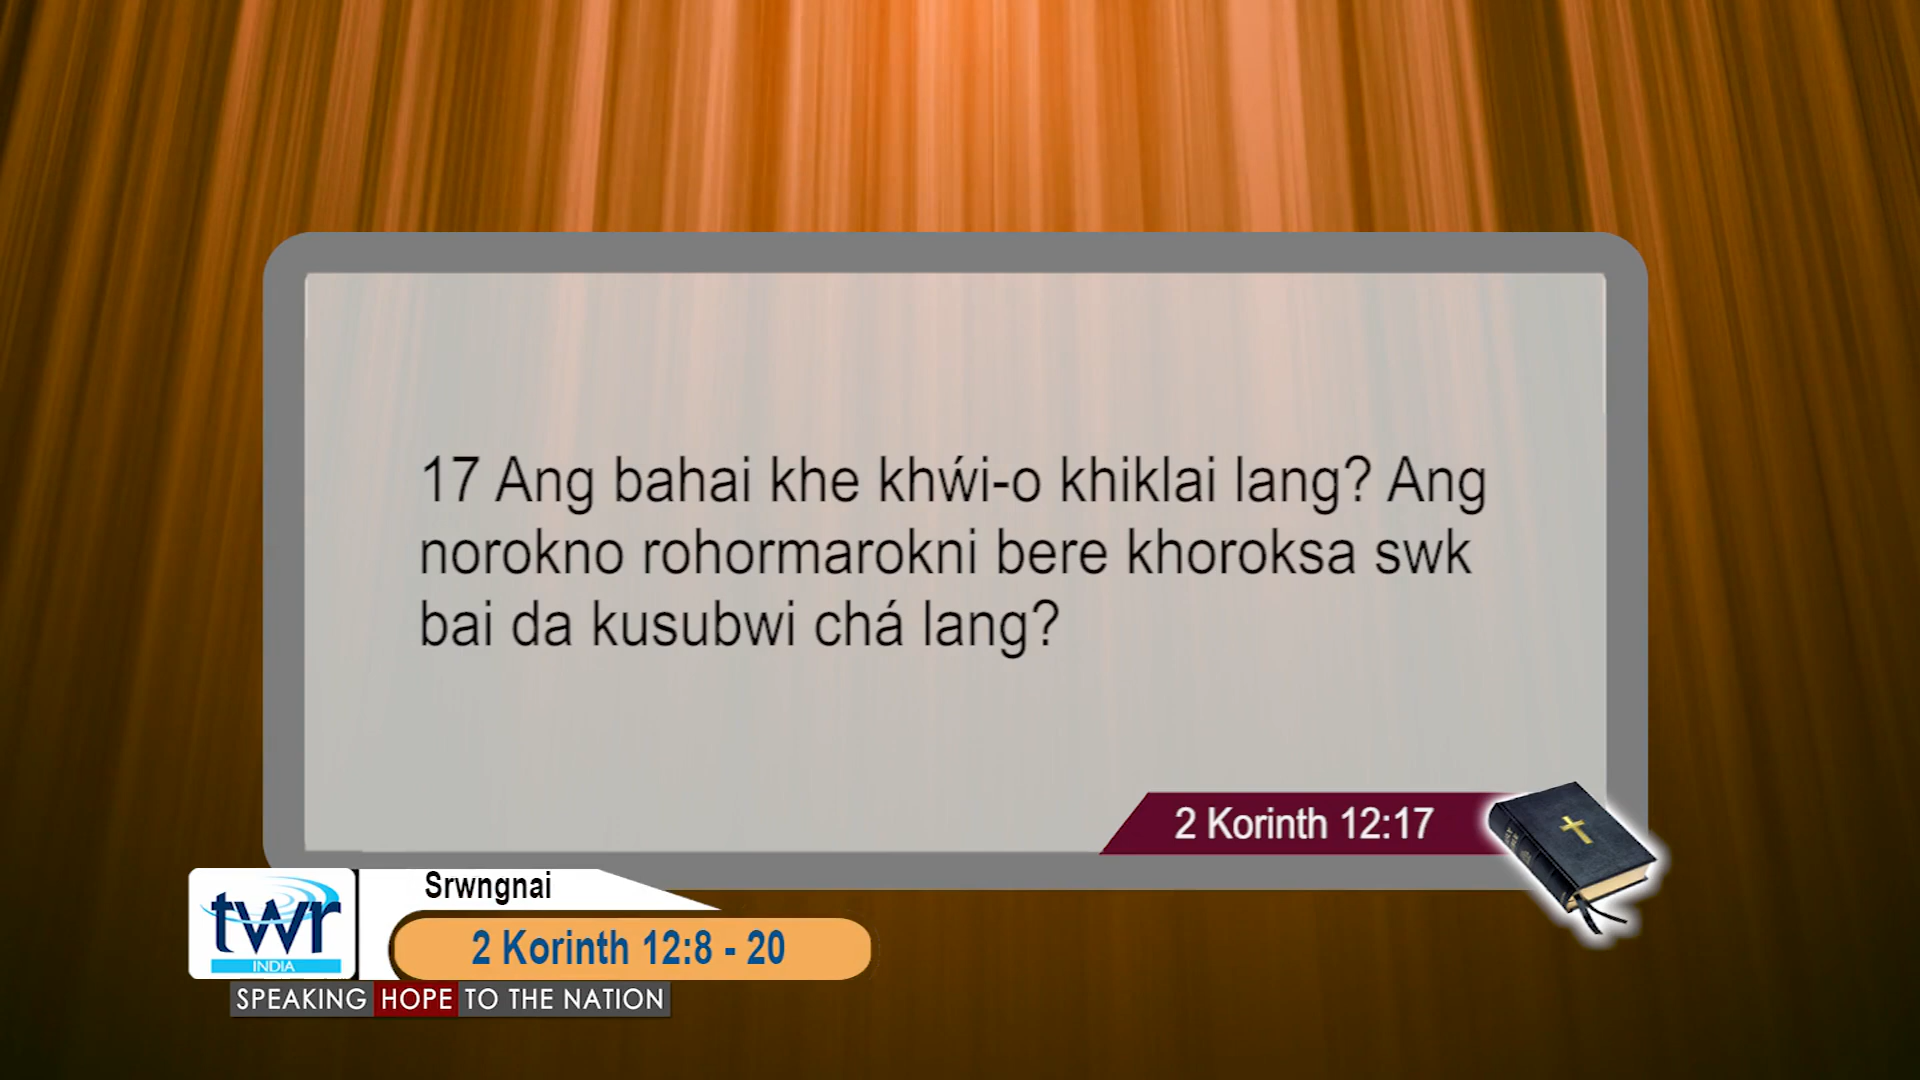 17 Ang bahai khe khẃi-o khiklai lang? Ang
norokno rohormarokni bere khoroksa swk
bai da kusubwi chá lang?
2 Korinth 12:17
Srwngnai
twr
INDIA
2 Korinth 12:8 - 20
SPEAKING HOPE TO THE NATION